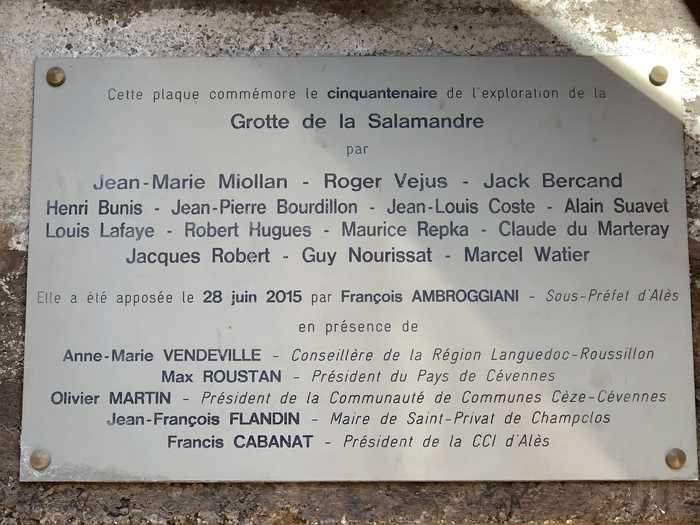 Cette plaque commémore le cinquantenaire de l'exploration de la
Grotte de la Salamandre
par
Jean-Marie Miollan - Roger Vejus - Jack Bercand
Henri Bunis - Jean-Pierre Bourdillon - Jean-Louis Coste - Alain Suavet
Louis Lafaye - Robert Hugues - Maurice Repka - Claude du Marteray
Jacques Robert - Guy Nourissat - Marcel Watier
Elle a été apposée le 28 juin 2015 par François AMBROGGIANI - Sous-Préfet d'Alès
en présence de
Anne-Marie VENDEVILLE - Conseillère de la Région Languedoc-Roussillon
Max ROUSTAN - Président du Pays de Cévennes
Olivier MARTIN - Président de la Communauté de Communes Cèze-Cévennes
Jean-François FLANDIN - Maire de Saint-Privat de Champclos
Francis CABANAT - Président de la CCI d'Alès